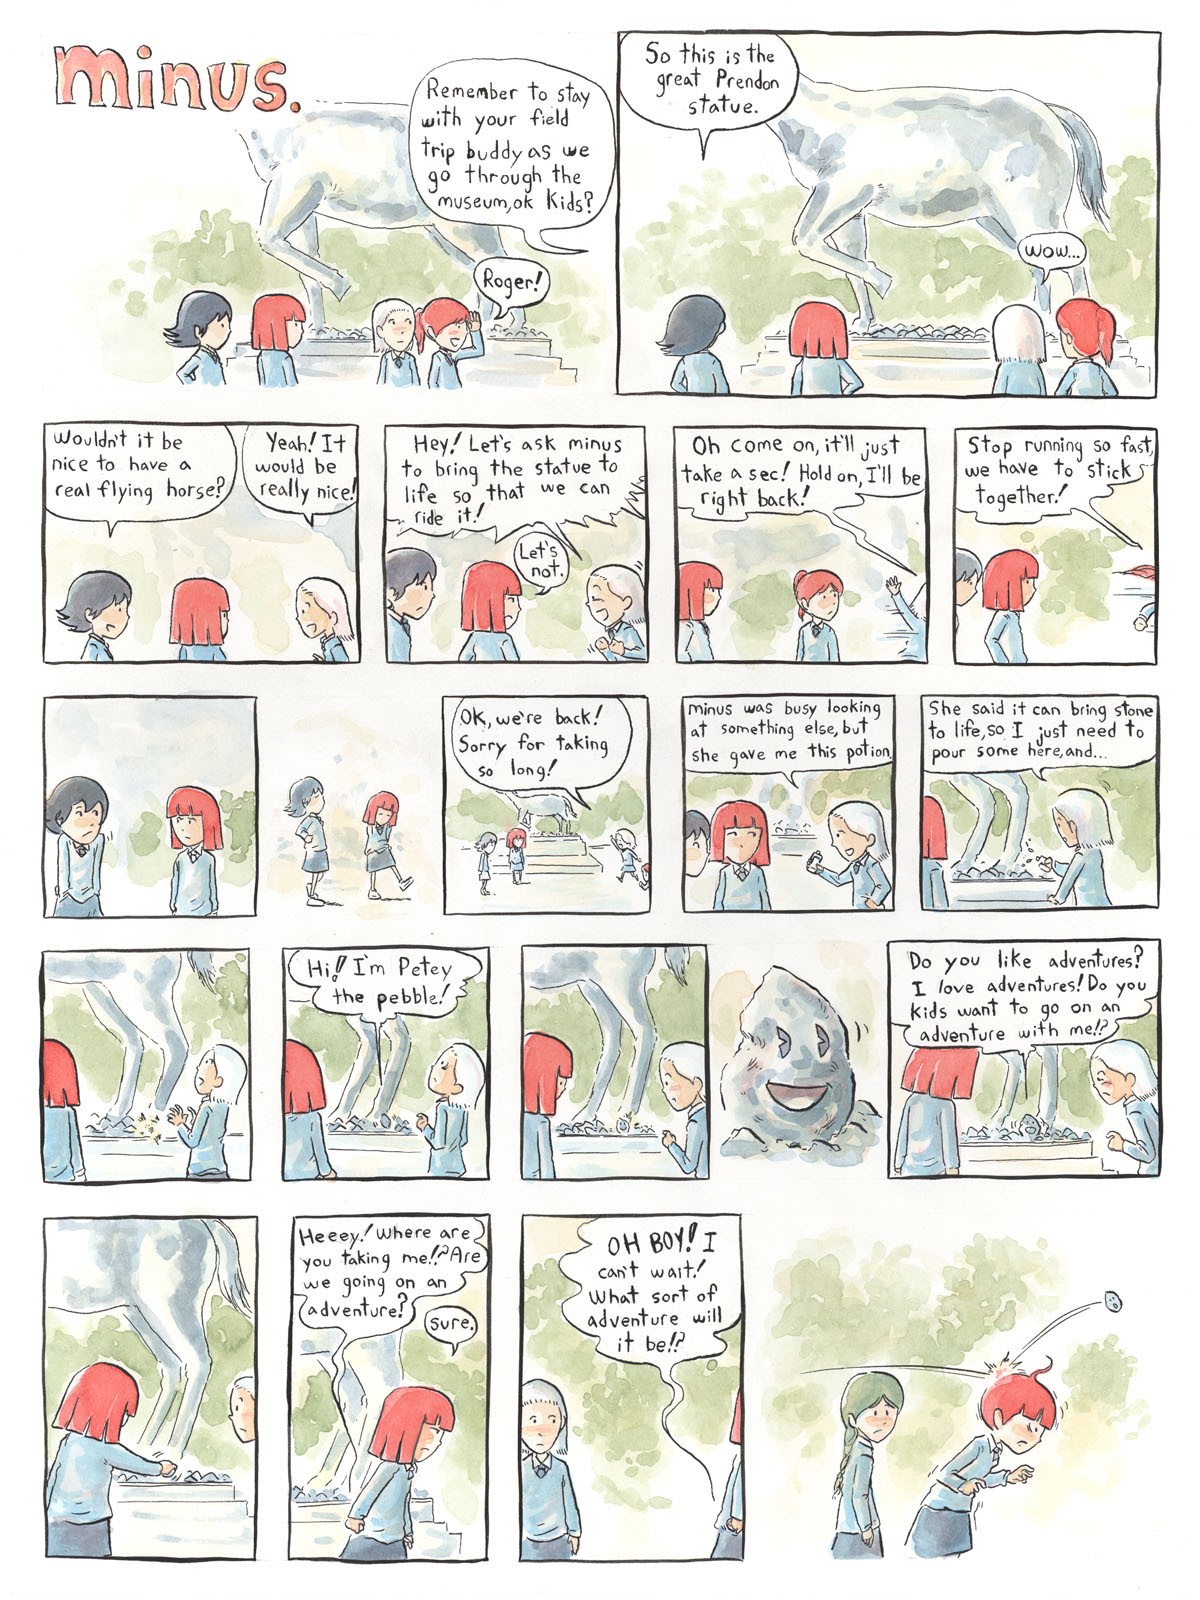 minus.
Remember to stay
with your field
trip buddy as we
go through the
museum, ok Kids?
Roger!
So this is the
great Prendon
statue.
wow...
Wouldn't it be
nice to have a
real flying horse?
Yeah! It
would be
really nice!
Hey! Let's ask minus
to bring the statue to
life so that we can
ride it!
Let's
not.
Oh come on, it'll just
take a sec! Hold on, I'll be
right back!
Stop running so fast,
we have to stick
together!
OK, we're back!
Sorry for taking
so long!
minus was busy looking
at something else, but
she gave me this potion.
She said it can bring stone
to life, so I just need to
pour some here, and...
Hi! I'm Petey
the pebble!
Do you like adventures?
I love adventures! Do you
kids want to go on an
adventure with me!?
Heeey! Where are
you taking me!? Are
we going on an
adventure?
Sure.
OH BOY! I
can't wait!
What sort of
adventure will
it be!?